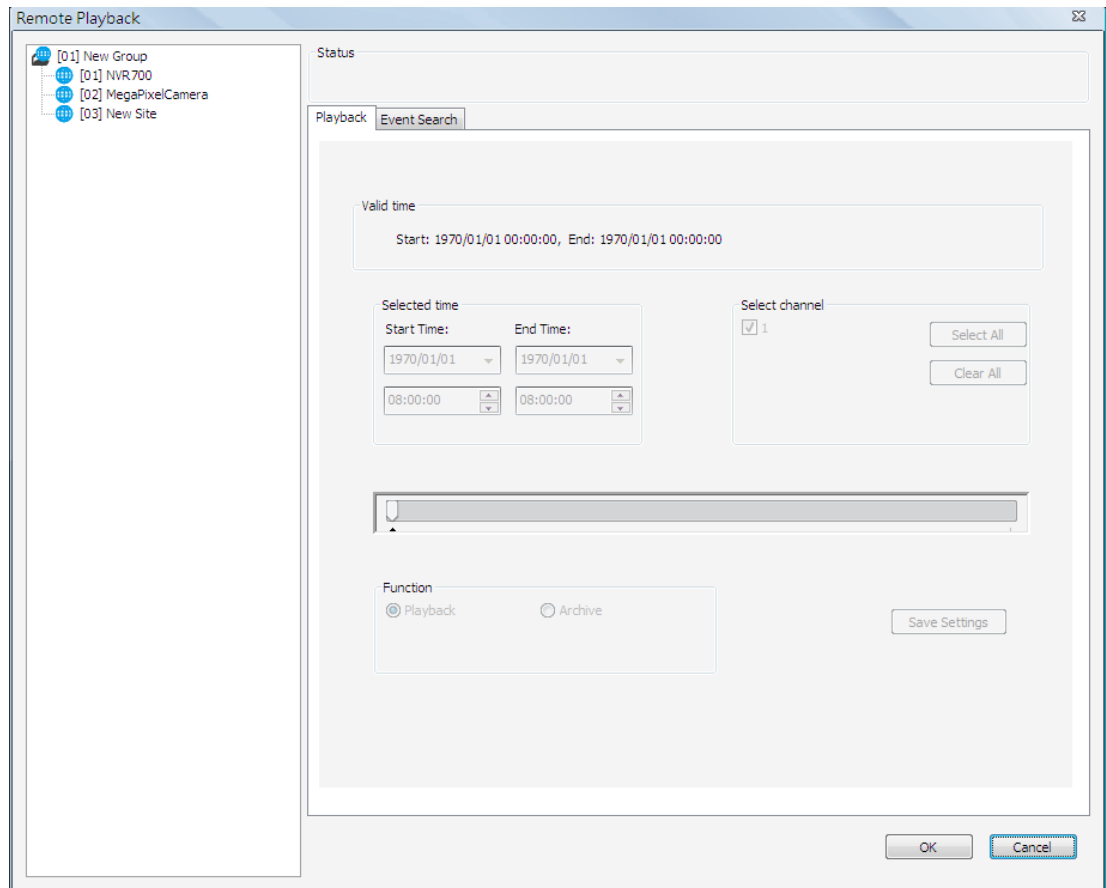 Remote Playback
[01] New Group
[01] NVR700
[02] MegaPixelCamera
[03] New Site
Status
Playback
Event Search
Valid time
Start: 1970/01/01 00:00:00, End: 1970/01/01 00:00:00
Selected time
Start Time:
End Time:
1970/01/01
1970/01/01
08:00:00
08:00:00
Select channel
1
Select All
Clear All
Function
Playback
Archive
Save Settings
OK
Cancel